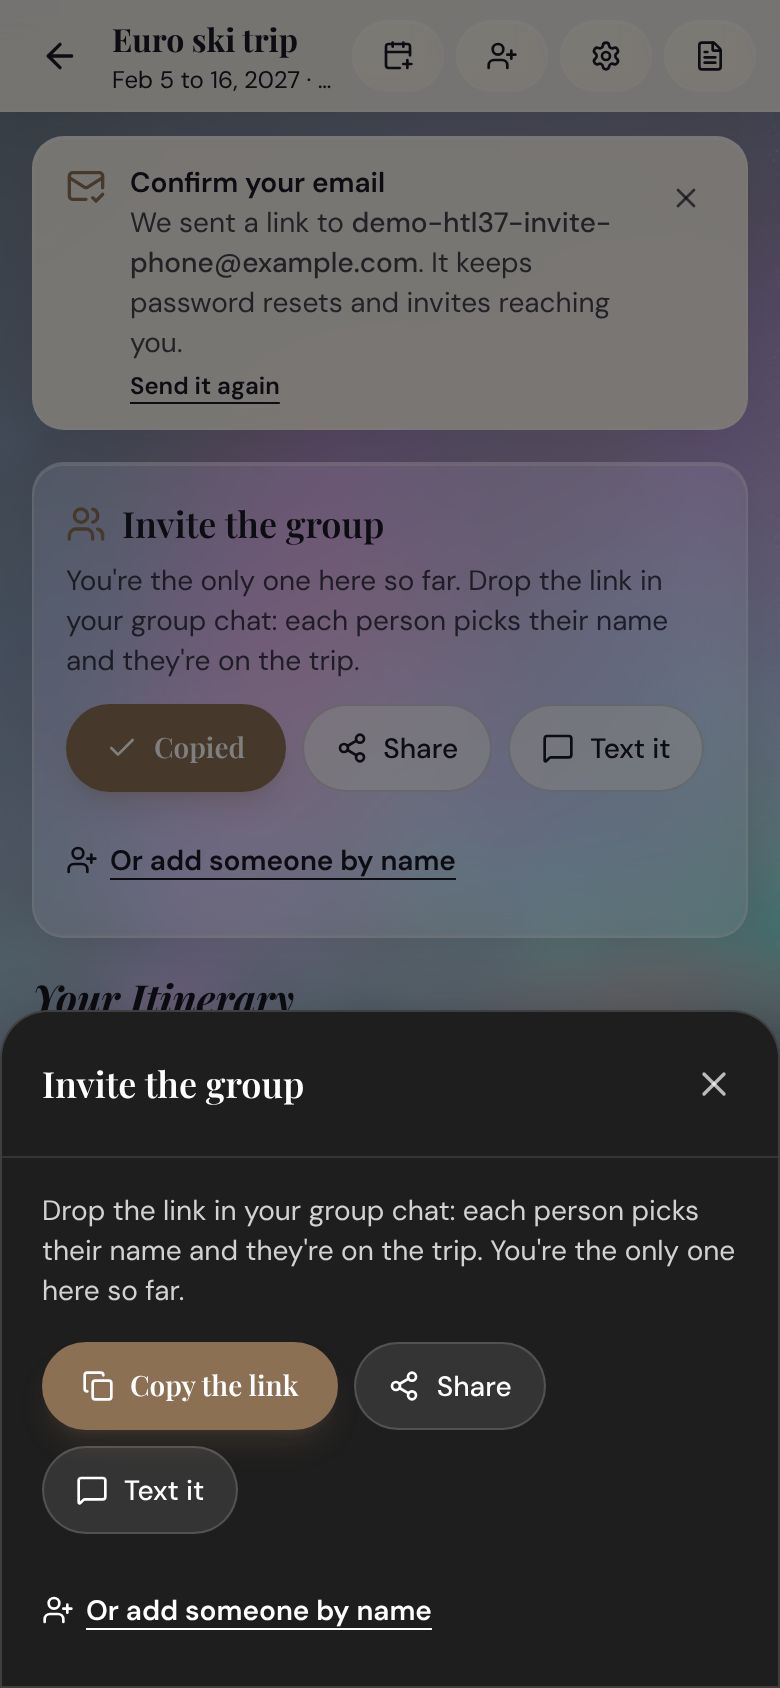 Euro ski trip
Feb 5 to 16, 2027 · ...
Confirm your email
We sent a link to demo-htl37-invite-
phone@example.com. It keeps
password resets and invites reaching
you.
Send it again
Invite the group
You're the only one here so far. Drop the link in
your group chat: each person picks their name
and they're on the trip.
Copied
Share
Text it
Or add someone by name
Your Itinerary
Invite the group
Drop the link in your group chat: each person picks
their name and they're on the trip. You're the only one
here so far.
Copy the link
Share
Text it
Or add someone by name